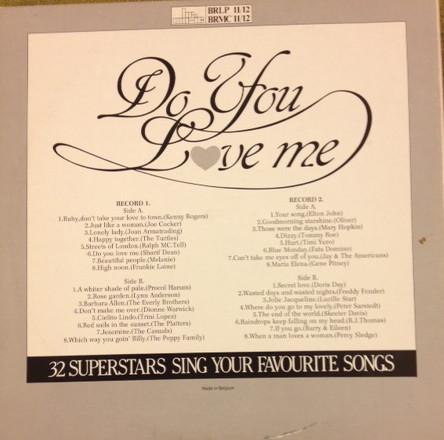 BRLP 11/12
BRMC 11/12
Do You
Love me
RECORD 1.
Side A.
1.Ruby,don't take your love to town.(Kenny Rogers)
2.Just like a woman.(Joe Cocker)
3.Lonely lady.(Joan Armatrading)
4.Happy together.(The Turtles)
5.Streets of London.(Ralph MC.Tell)
6.Do you love me.(Sharif Dean)
7.Beautiful people.(Melanie)
8.High noon.(Frankie Laine)
Side B.
1.A whiter shade of pale.(Procol Harum)
2.Rose garden.(Lynn Anderson)
3.Barbara Allen.(The Everly Brothers)
4.Don't make me over.(Dionne Warwick)
5.Cielito Lindo.(Trini Lopez)
6.Red sails in the sunset.(The Platters)
7.Jesemine.(The Casuals)
8.Which way you goin' Billy.(The Poppy Family)
RECORD 2.
Side A.
1.Your song.(Elton John)
2.Goodmorning starshine.(Oliver)
3.Those were the days.(Mary Hopkin)
4.Dizzy.(Tommy Roe)
5.Hurt.(Timi Yuro)
6.Blue Monday.(Fats Domino)
7.Can't take me eyes off of you.(Jay & The Americans)
8.Maria Elena.(Gene Pitney)
Side B.
1.Secret love.(Doris Day)
2.Wasted days and wasted nights.(Freddy Fender)
3.Jolie Jacqueline.(Lucille Starr)
4.Where do you go to my lovely.(Peter Sarstedt)
5.The end of the world.(Skeeter Davis)
6.Raindrops keep falling on my head.(B.J.Thomas)
7.If you go.(Barry & Eileen)
8.When a man loves a woman.(Percy Sledge)
32 SUPERSTARS SING YOUR FAVOURITE SONGS
Made in Belgium